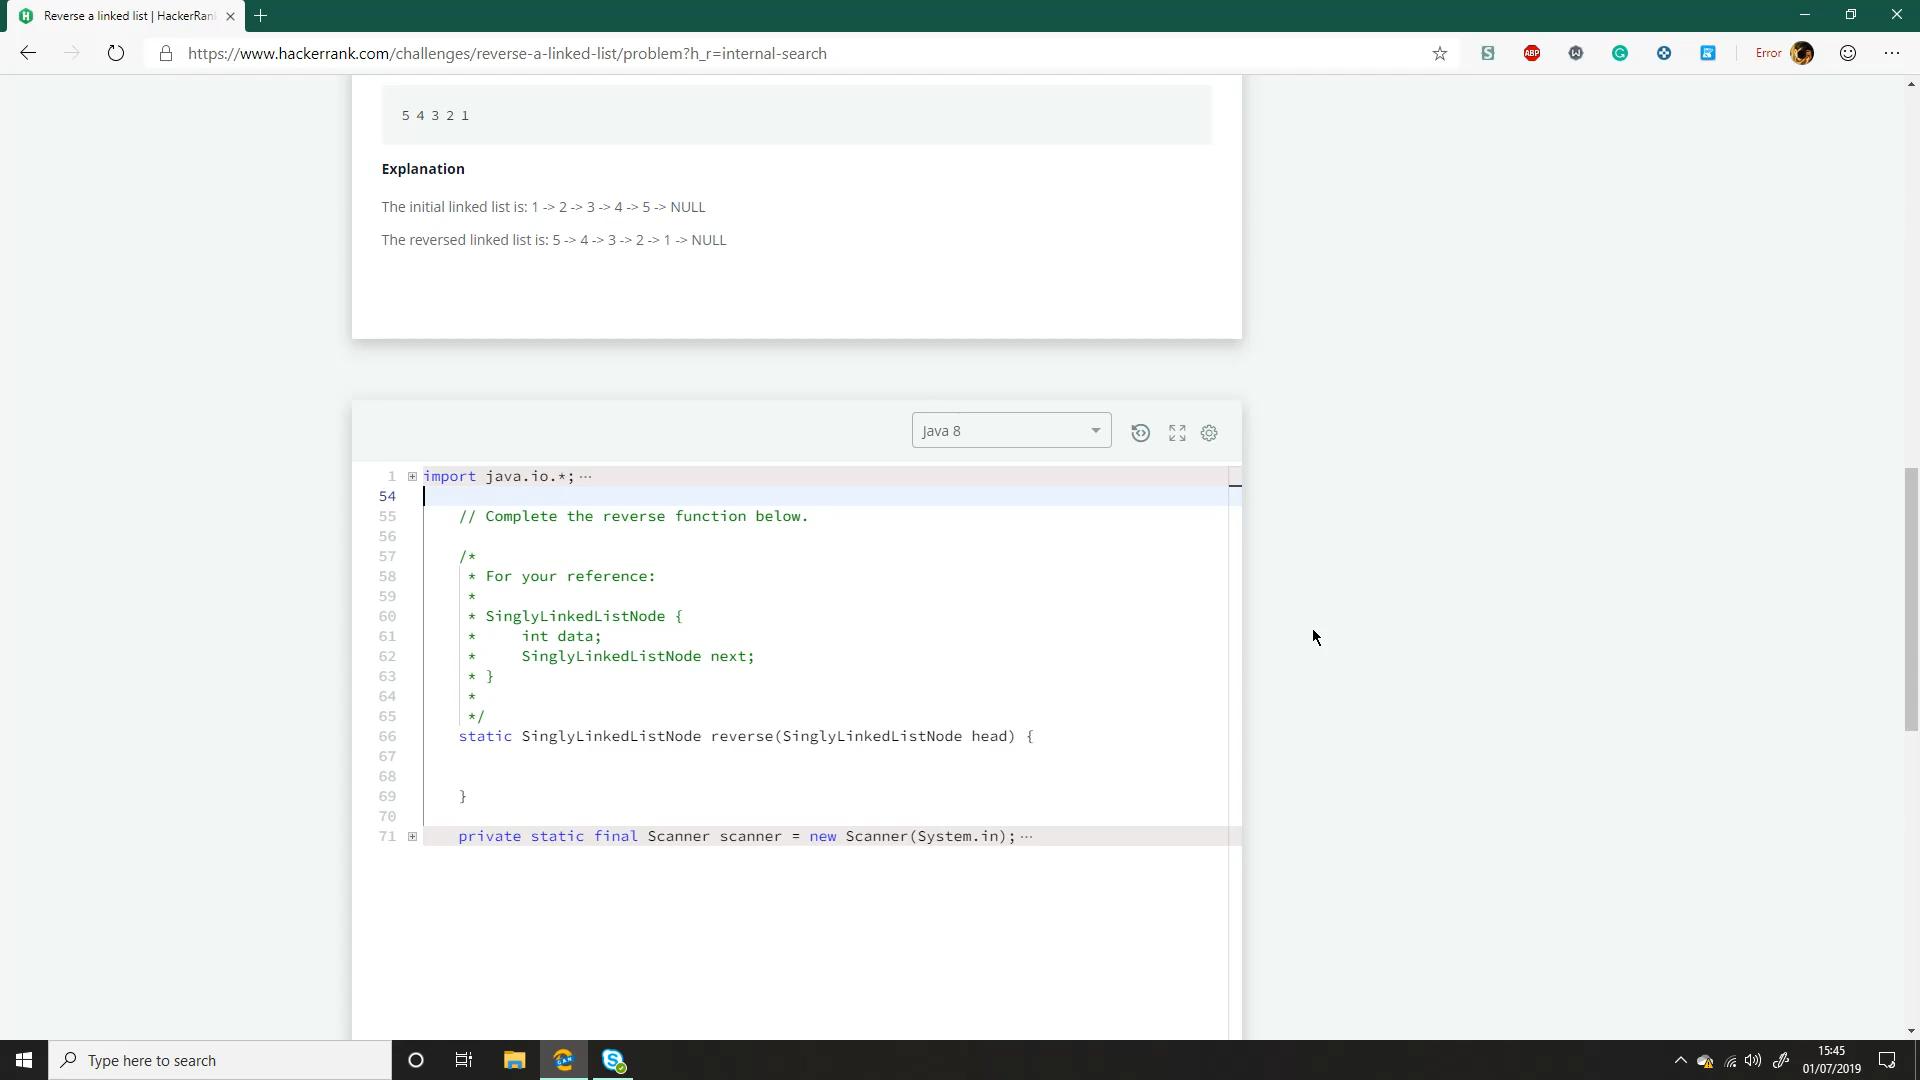 Reverse a linked list | HackerRan
https://www.hackerrank.com/challenges/reverse-a-linked-list/problem?h_r=internal-search
ABP
Error
5 4 3 2 1
Explanation
The initial linked list is: 1 -> 2 -> 3 -> 4 -> 5 -> NULL
The reversed linked list is: 5 -> 4 -> 3 -> 2 -> 1 -> NULL
Java 8
1 import java.io.*; ···
54
55 // Complete the reverse function below.
56
57 /*
58 * For your reference:
59 *
60 * SinglyLinkedListNode {
61 *     int data;
62 *     SinglyLinkedListNode next;
63 * }
64 *
65 */
66 static SinglyLinkedListNode reverse(SinglyLinkedListNode head) {
67
68
69 }
70
71 private static final Scanner scanner = new Scanner(System.in); ···
Type here to search
15:45
01/07/2019